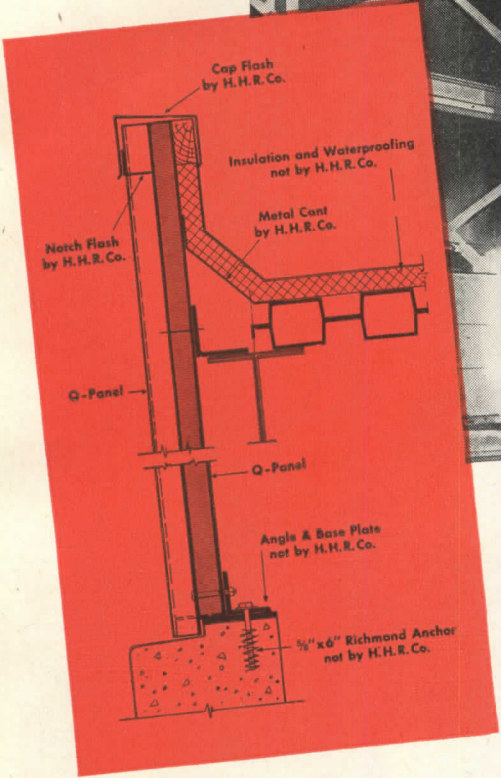 Cap Flash
by H.H.R.Co.
Insulation and Waterproofing
not by H.H.R.Co.
Metal Cant
by H.H.R.Co.
Notch Flash
by H.H.R.Co.
Q-Panel
Q-Panel
Angle & Base Plate
not by H.H.R.Co.
⅝" x 6" Richmond Anchor
not by H.H.R.Co.